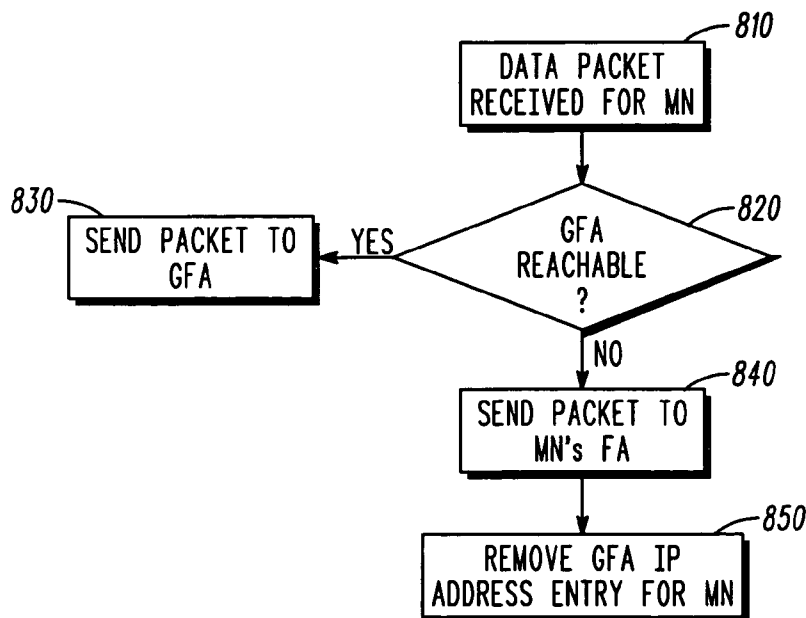 810
DATA PACKET
RECEIVED FOR MN
820
GFA
REACHABLE
?
YES
830
SEND PACKET TO
GFA
NO
840
SEND PACKET TO
MN's FA
850
REMOVE GFA IP
ADDRESS ENTRY FOR MN